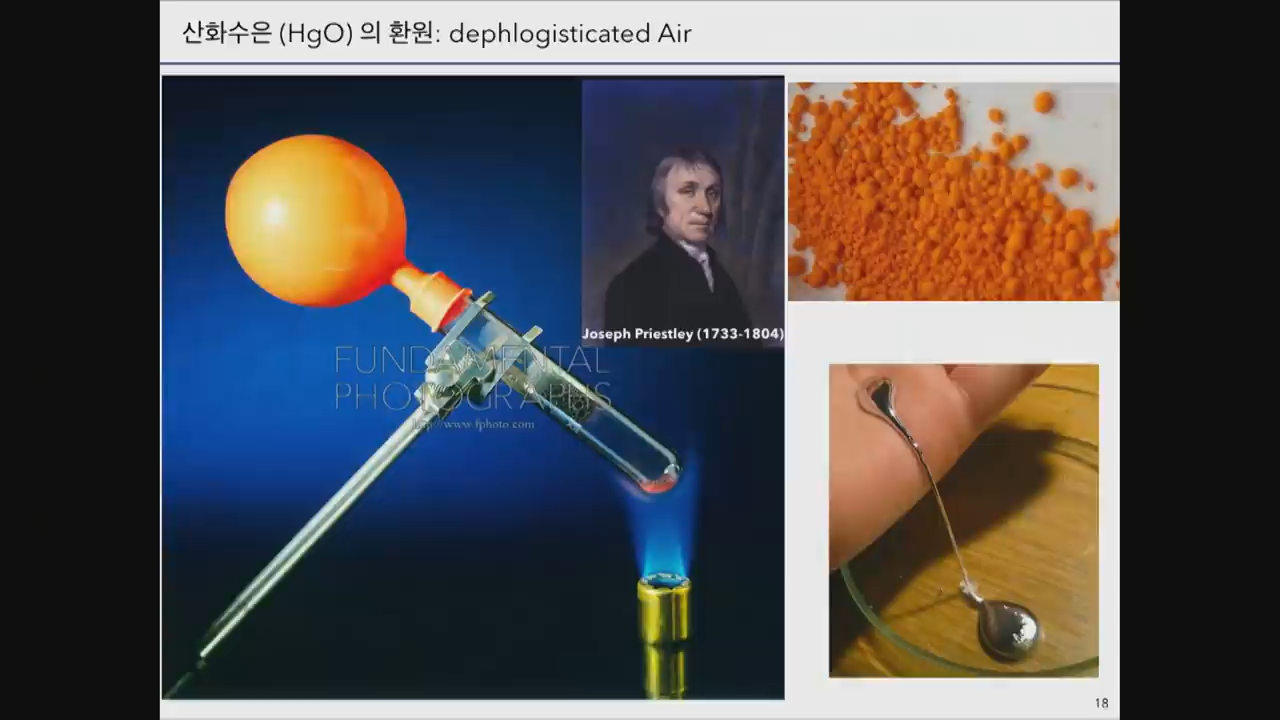 산화수은 (HgO) 의 환원: dephlogisticated Air
Joseph Priestley (1733-1804)
FUNDAMENTAL
PHOTOGRAPHS
http://www.fphoto.com
18